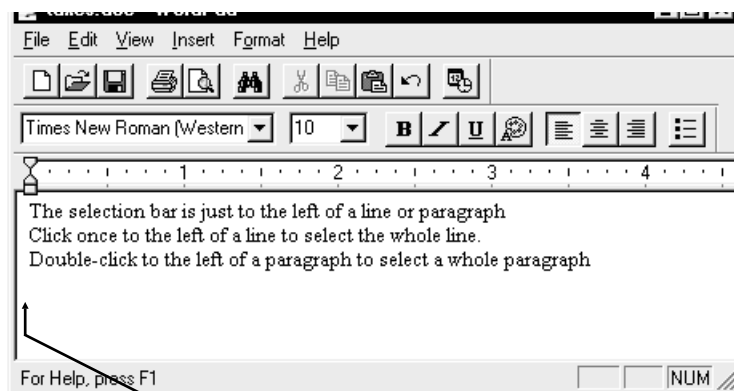 File Edit View Insert Format Help
Times New Roman (Western 10 B I U
1 2 3 4
The selection bar is just to the left of a line or paragraph
Click once to the left of a line to select the whole line.
Double-click to the left of a paragraph to select a whole paragraph
For Help, press F1 NUM